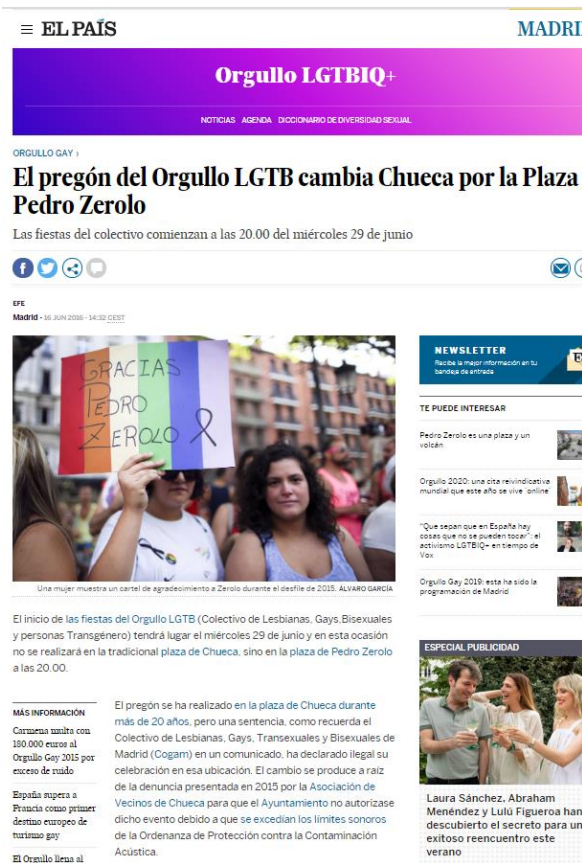 EL PAÍS
Orgullo LGTBIQ+
NOTICIAS AGENDA DICCIONARIO DE DIVERSIDAD SEXUAL
ORGULLO GAY ›
El pregón del Orgullo LGTB cambia Chueca por la Plaza
Pedro Zerolo
Las fiestas del colectivo comienzan a las 20.00 del miércoles 29 de junio
EFE
Madrid - 16 JUN 2016 - 14:32 CEST
GRACIAS
PEDRO
ZEROLO
Una mujer muestra un cartel de agradecimiento a Zerolo durante el desfile de 2015. ÁLVARO GARCÍA
El inicio de las fiestas del Orgullo LGTB (Colectivo de Lesbianas, Gays,Bisexuales
y personas Transgénero) tendrá lugar el miércoles 29 de junio y en esta ocasión
no se realizará en la tradicional plaza de Chueca, sino en la plaza de Pedro Zerolo
a las 20.00.
MÁS INFORMACIÓN
Carmena multa con
180.000 euros al
Orgullo Gay 2015 por
exceso de ruido
España supera a
Francia como primer
destino europeo de
turismo gay
El Orgullo llena al
El pregón se ha realizado en la plaza de Chueca durante
más de 20 años, pero una sentencia, como recuerda el
Colectivo de Lesbianas, Gays, Transexuales y Bisexuales de
Madrid (Cogam) en un comunicado, ha declarado ilegal su
celebración en esa ubicación. El cambio se produce a raíz
de la denuncia presentada en 2015 por la Asociación de
Vecinos de Chueca para que el Ayuntamiento no autorizase
dicho evento debido a que se excedían los límites sonoros
de la Ordenanza de Protección contra la Contaminación
Acústica.
NEWSLETTER
Recibe la mejor información en tu
bandeja de entrada
TE PUEDE INTERESAR
Pedro Zerolo es una plaza y un
volcán
Orgullo 2020: una cita reivindicativa
mundial que este año se vive 'online'
"Que sepan que en España hay
cosas que no se pueden tocar": el
activismo LGTBIQ+ en tiempo de
Vox
Orgullo Gay 2019: esta ha sido la
programación de Madrid
ESPECIAL PUBLICIDAD
Laura Sánchez, Abraham
Menéndez y Lulú Figueroa han
descubierto el secreto para un
exitoso reencuentro este
verano